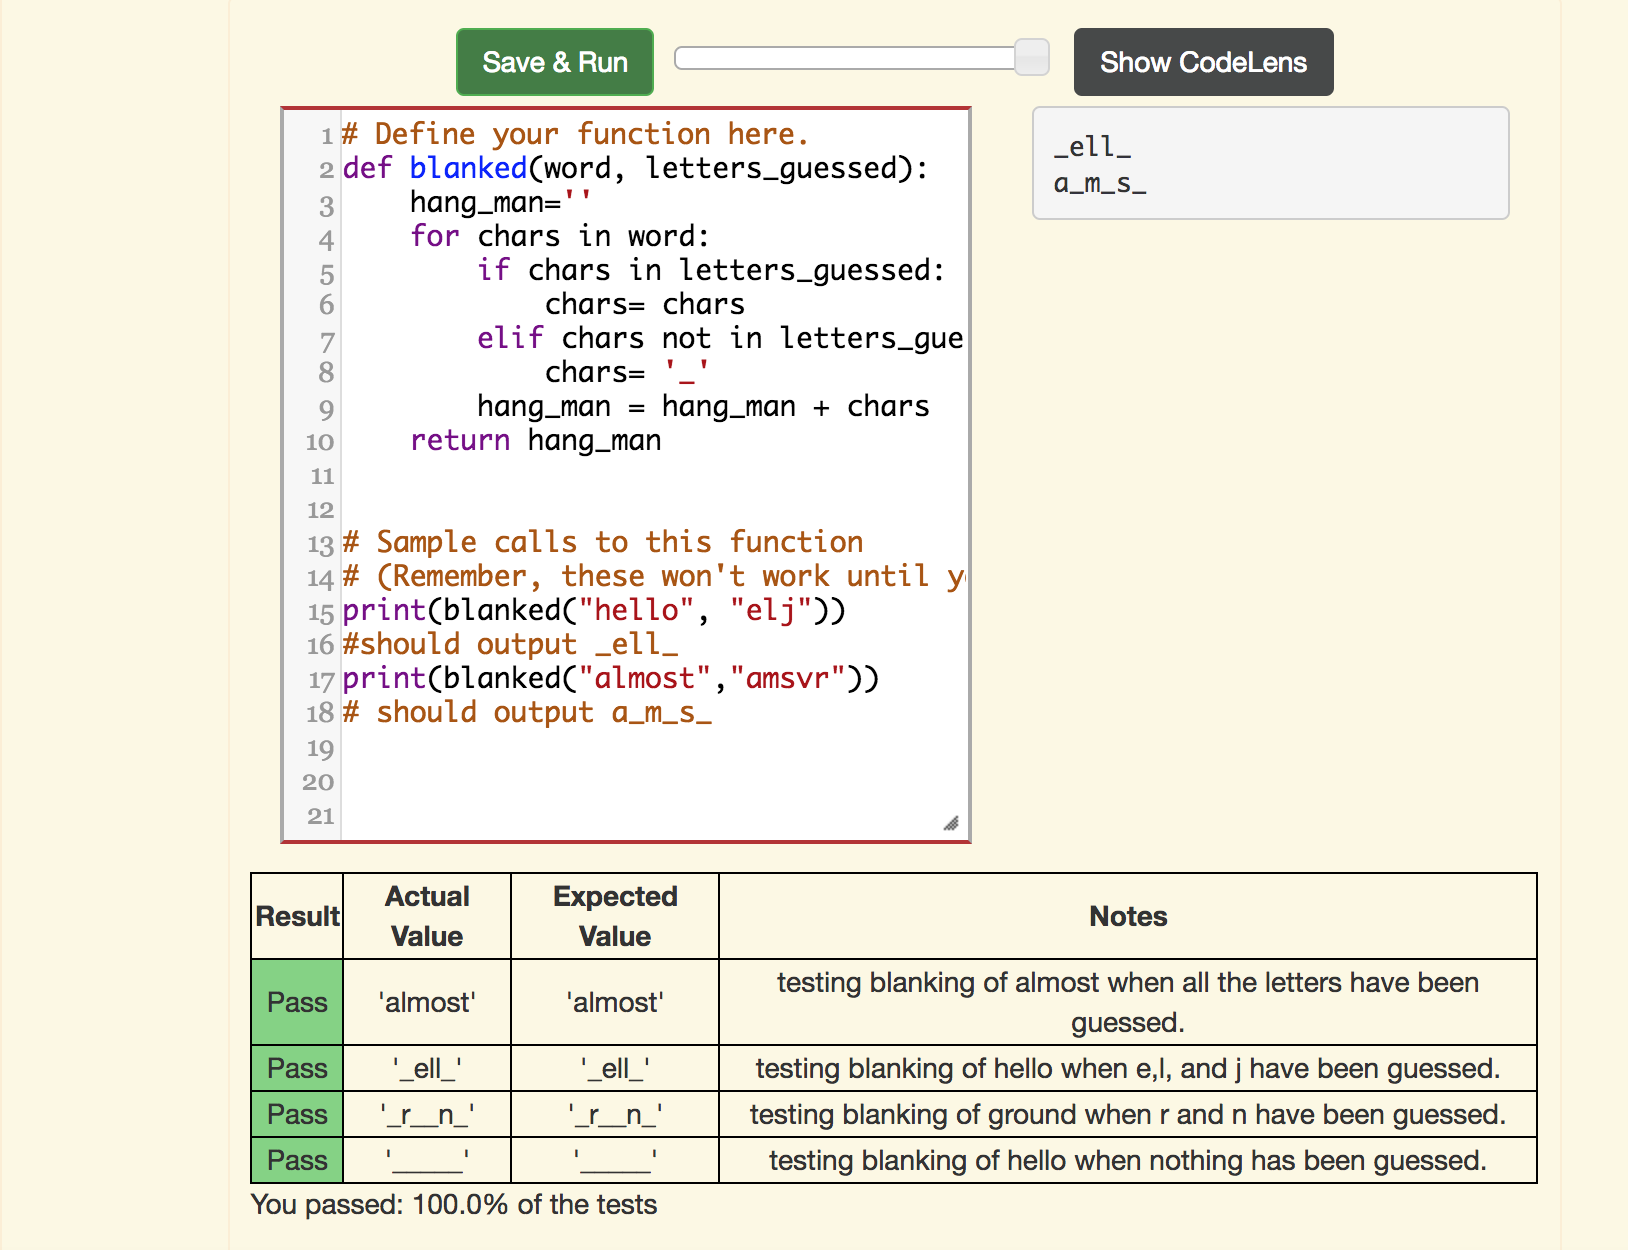 Save & Run
Show CodeLens
1 # Define your function here.
2 def blanked(word, letters_guessed):
3     hang_man=''
4     for chars in word:
5         if chars in letters_guessed:
6             chars= chars
7         elif chars not in letters_gue
8             chars= '_'
9         hang_man = hang_man + chars
10     return hang_man
11
12
13 # Sample calls to this function
14 # (Remember, these won't work until y
15 print(blanked("hello", "elj"))
16 #should output _ell_
17 print(blanked("almost","amsvr"))
18 # should output a_m_s_
19
20
21
_ell_
a_m_s_
Result Actual Value Expected Value Notes
Pass 'almost' 'almost' testing blanking of almost when all the letters have been guessed.
Pass '_ell_' '_ell_' testing blanking of hello when e,l, and j have been guessed.
Pass '_r__n_' '_r__n_' testing blanking of ground when r and n have been guessed.
Pass '_____' '_____' testing blanking of hello when nothing has been guessed.
You passed: 100.0% of the tests